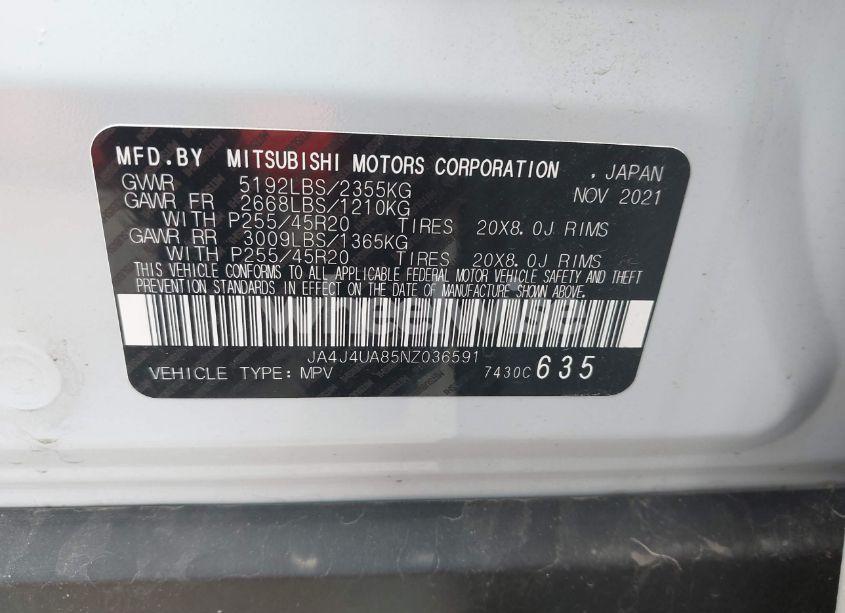 MFD.BY MITSUBISHI MOTORS CORPORATION . JAPAN
GVWR 5192LBS/2355KG NOV 2021
GAWR FR 2668LBS/1210KG
WITH P255/45R20 TIRES 20X8.0J RIMS
GAWR RR 3009LBS/1365KG
WITH P255/45R20 TIRES 20X8.0J RIMS
THIS VEHICLE CONFORMS TO ALL APPLICABLE FEDERAL MOTOR VEHICLE SAFETY AND THEFT
PREVENTION STANDARDS IN EFFECT ON THE DATE OF MANUFACTURE SHOWN ABOVE.
wheelwise
JA4J4UA85NZ036591
VEHICLE TYPE: MPV 7430C 635